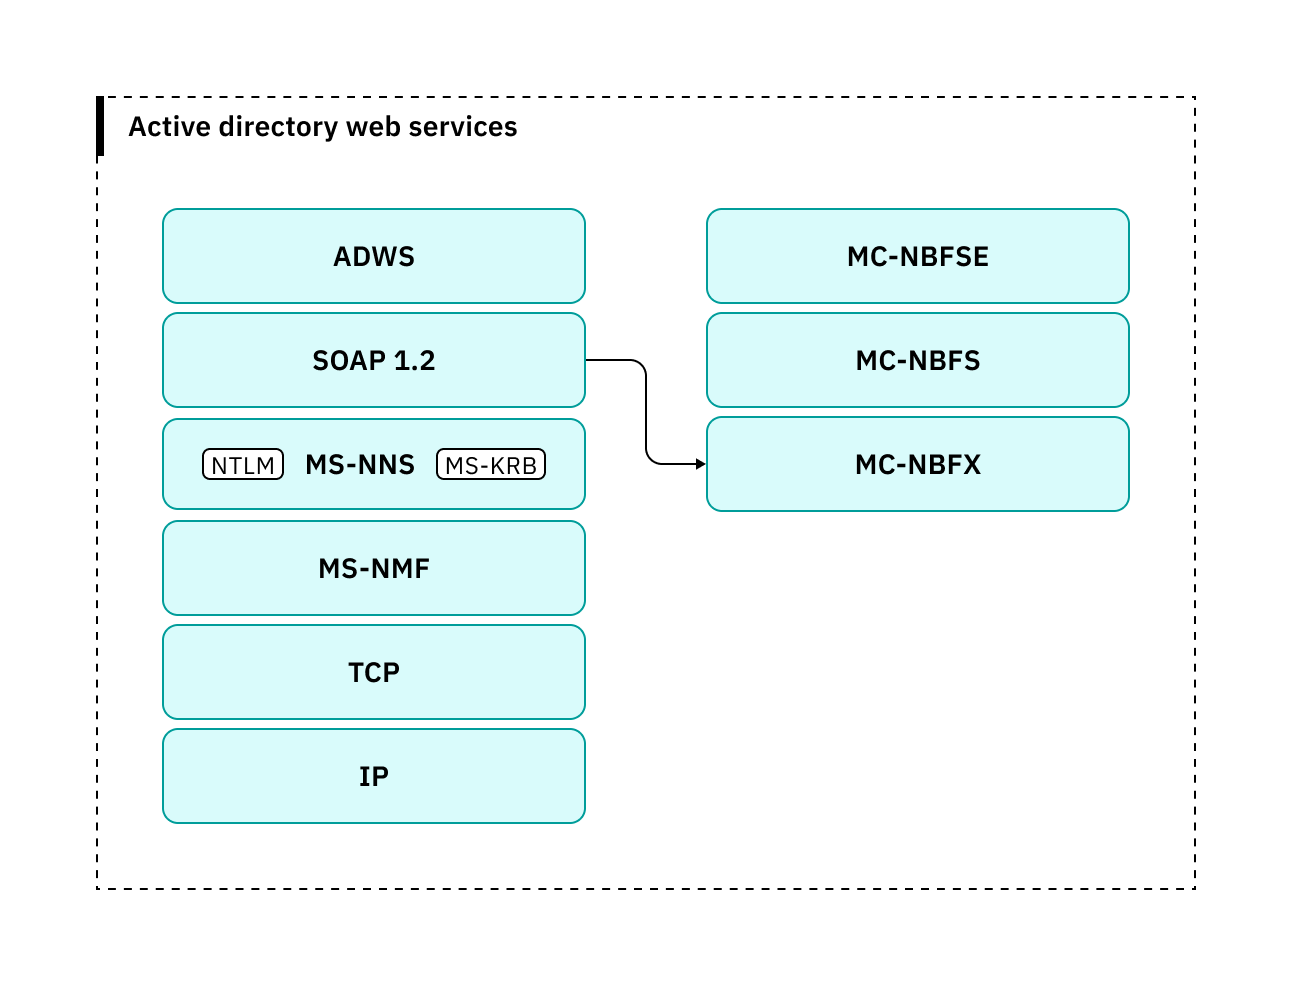 Active directory web services
ADWS
SOAP 1.2
NTLM MS-NNS MS-KRB
MS-NMF
TCP
IP
MC-NBFSE
MC-NBFS
MC-NBFX